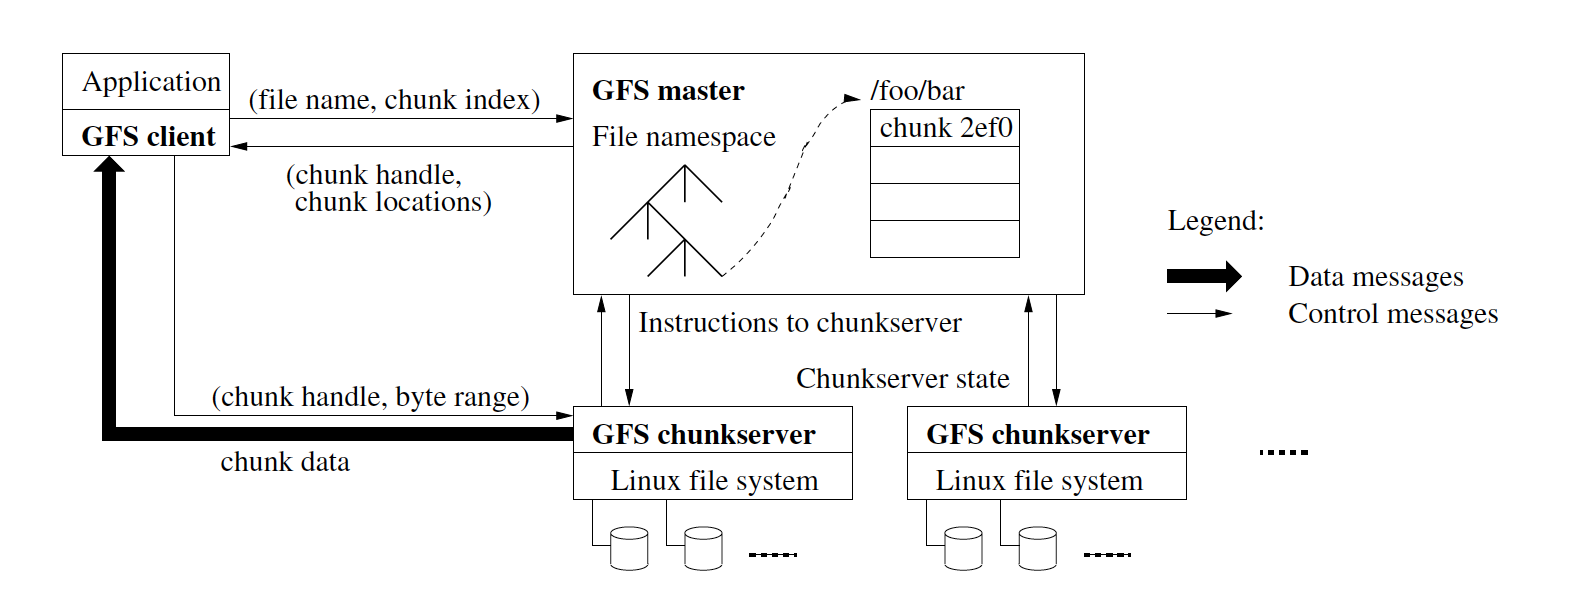 Application
GFS client
(file name, chunk index)
(chunk handle,
chunk locations)
GFS master
File namespace
/foo/bar
chunk 2ef0
Legend:
Data messages
Control messages
Instructions to chunkserver
Chunkserver state
(chunk handle, byte range)
chunk data
GFS chunkserver
Linux file system
GFS chunkserver
Linux file system